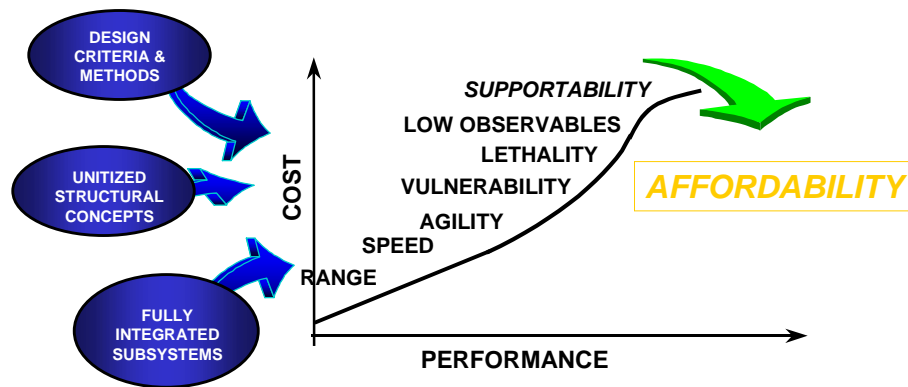 DESIGN
CRITERIA &
METHODS
UNITIZED
STRUCTURAL
CONCEPTS
FULLY
INTEGRATED
SUBSYSTEMS
COST
SUPPORTABILITY
LOW OBSERVABLES
LETHALITY
VULNERABILITY
AGILITY
SPEED
RANGE
PERFORMANCE
AFFORDABILITY